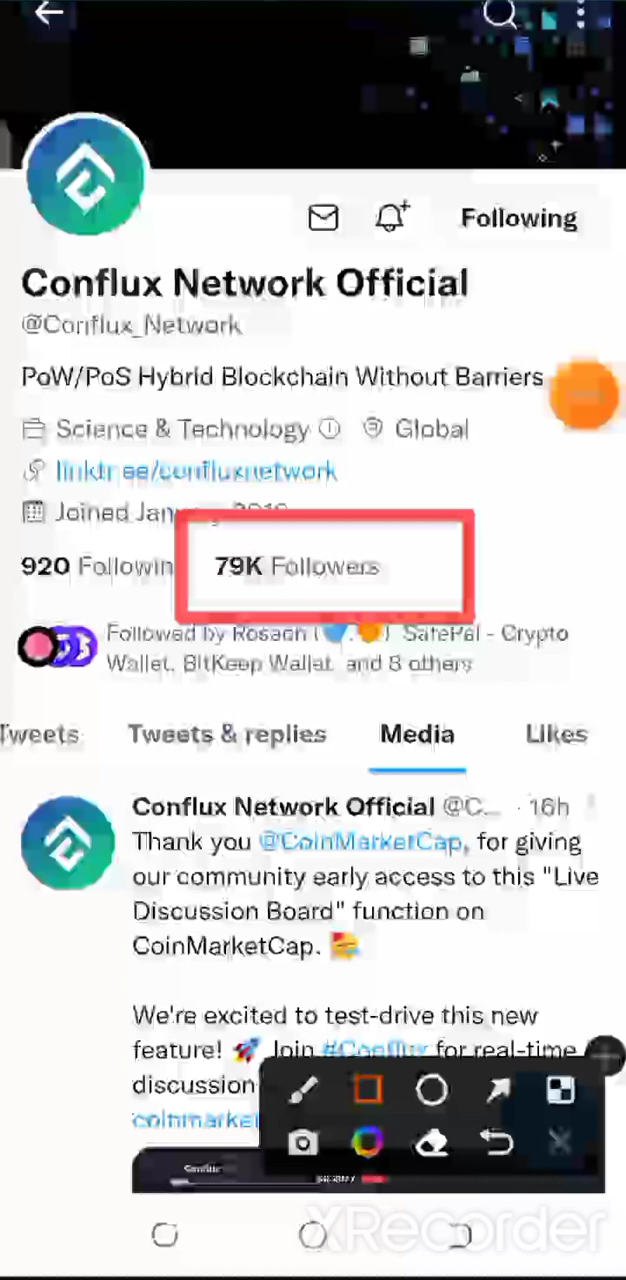 Following
Conflux Network Official
@Conflux_Network
PoW/PoS Hybrid Blockchain Without Barriers
Science & Technology Global
linktr.ee/confluxnetwork
Joined
920 Followin 79K Followers
Followed by SafePal - Crypto
Wallet, BitKeep Wallet, and 8 others
Tweets Tweets & replies Media Likes
Conflux Network Official @C... · 16h
Thank you @CoinMarketCap, for giving
our community early access to this "Live
Discussion Board" function on
CoinMarketCap.
We're excited to test-drive this new
feature! 🚀 Join #Conflux for real-time
discussion
coinmarket
XRecorder